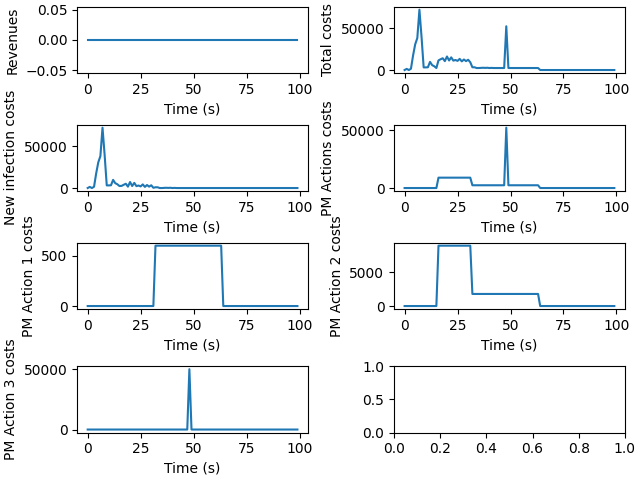 Revenues
0.05
0.00
−0.05
0 25 50 75 100
Time (s)
Total costs
50000
0
0 25 50 75 100
Time (s)
New infection costs
50000
0
0 25 50 75 100
Time (s)
PM Actions costs
50000
0
0 25 50 75 100
Time (s)
PM Action 1 costs
500
0
0 25 50 75 100
Time (s)
PM Action 2 costs
5000
0
0 25 50 75 100
Time (s)
PM Action 3 costs
50000
0
0 25 50 75 100
Time (s)
1.0
0.5
0.0
0.0 0.2 0.4 0.6 0.8 1.0